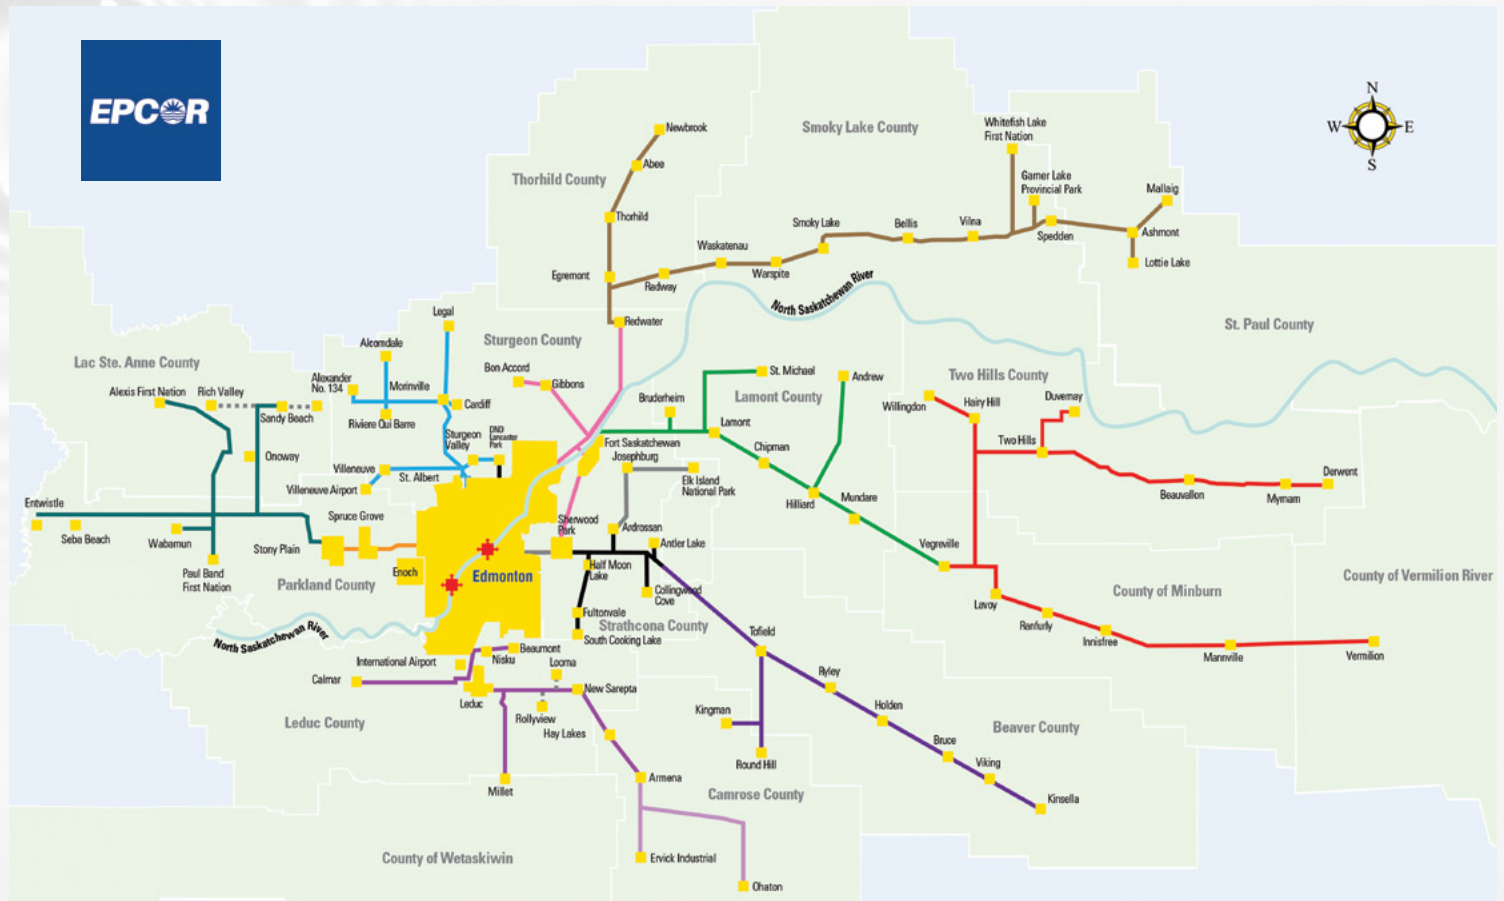 EPCOR
N
W
E
S
Newbrook
Abee
Thorhild County
Thorhild
Egremont
Radway
Redwater
Waskatenau
Warspite
Smoky Lake
Smoky Lake County
Bellis
Vilna
Whitefish Lake
First Nation
Garner Lake
Provincial Park
Spedden
Mallaig
Ashmont
Lottie Lake
North Saskatchewan River
St. Paul County
Legal
Sturgeon County
Alcomdale
Lac Ste. Anne County
Alexis First Nation
Rich Valley
Sandy Beach
Alexander
No. 134
Morinville
Cardiff
Riviere Qui Barre
Bon Accord
Gibbons
Sturgeon
Valley
DND
Lancaster
Park
Onoway
Villeneuve
St. Albert
Villeneuve Airport
Bruderheim
St. Michael
Andrew
Lamont County
Lamont
Fort Saskatchewan
Josephburg
Elk Island
National Park
Chipman
Hilliard
Mundare
Two Hills County
Willingdon
Hairy Hill
Duvernay
Two Hills
Beauvallon
Myrnam
Derwent
Entwistle
Seba Beach
Wabamun
Paul Band
First Nation
Spruce Grove
Stony Plain
Enoch
Parkland County
Edmonton
Sherwood
Park
Ardrossan
Antler Lake
Half Moon
Lake
Collingwood
Cove
Fultonvale
Strathcona County
South Cooking Lake
Vegreville
Lavoy
Ranfurly
Innisfree
Mannville
Vermilion
County of Minburn
County of Vermilion River
North Saskatchewan River
International Airport
Beaumont
Nisku
Looma
Calmar
Leduc
New Sarepta
Rollyview
Hay Lakes
Leduc County
Millet
Armena
Tofield
Ryley
Kingman
Holden
Round Hill
Bruce
Viking
Kinsella
Beaver County
Camrose County
County of Wetaskiwin
Ervick Industrial
Ohaton